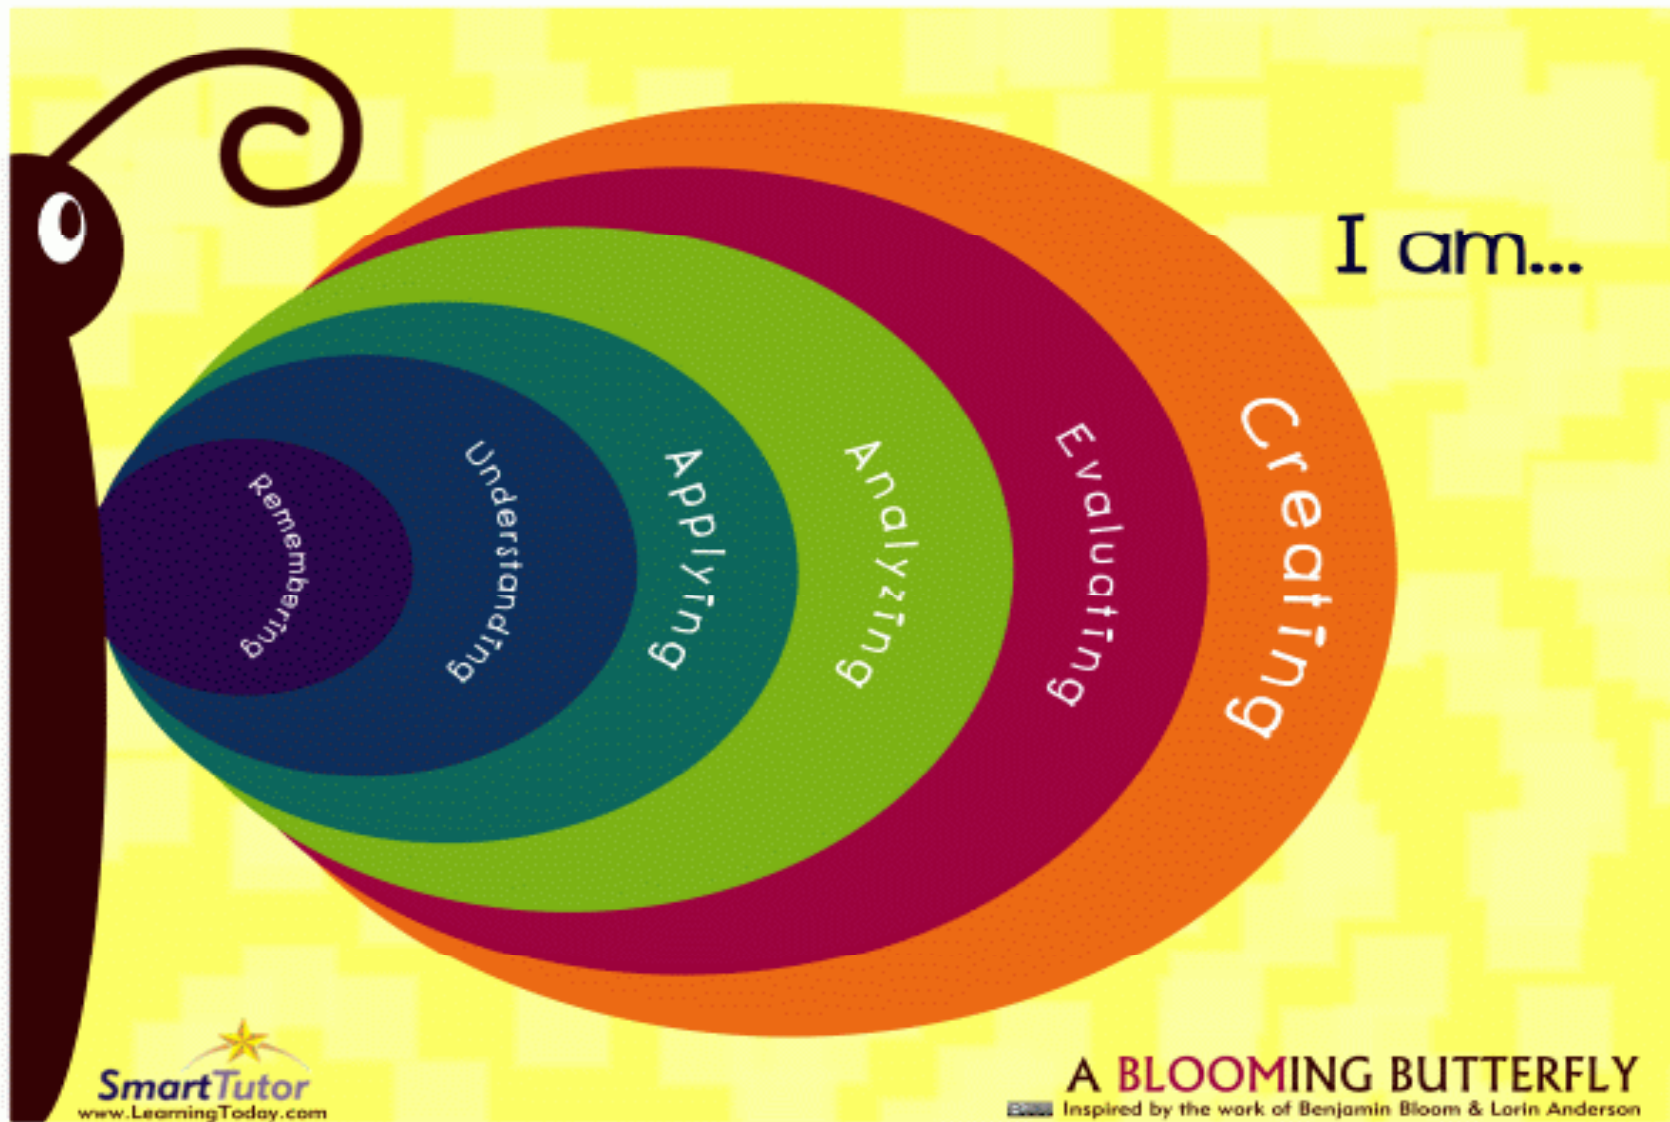 I am...
Remembering
Understanding
Applying
Analyzing
Evaluating
Creating
SmartTutor
www.LearningToday.com
A BLOOMING BUTTERFLY
Inspired by the work of Benjamin Bloom & Lorin Anderson